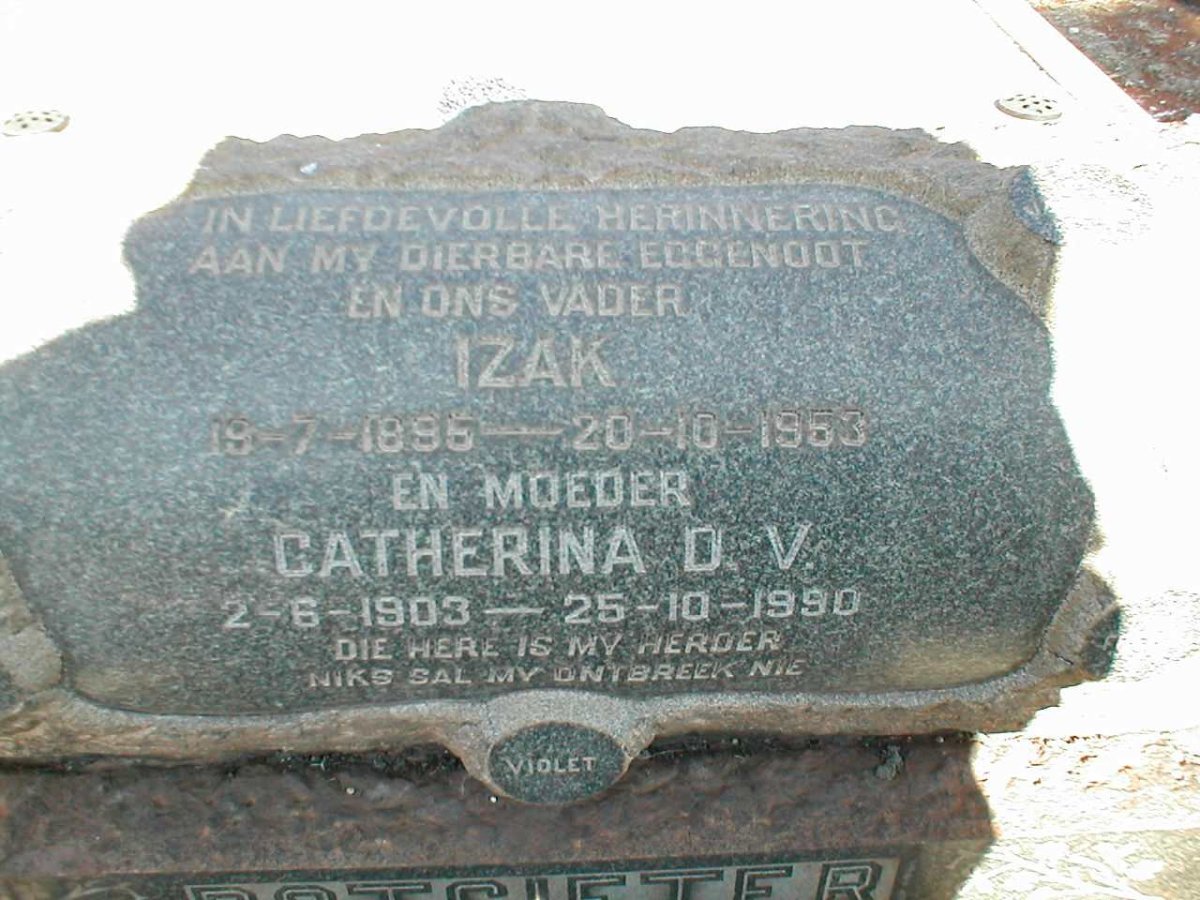 IN LIEFDEVOLLE HERINNERING
AAN MY DIERBARE EGGENOOT
EN ONS VADER
IZAK
19-7-1895 — 20-10-1953
EN MOEDER
CATHERINA D. V.
2-6-1903 — 25-10-1990
DIE HERE IS MY HERDER
NIKS SAL MY ONTBREEK NIE
VIOLET
POTGIETER